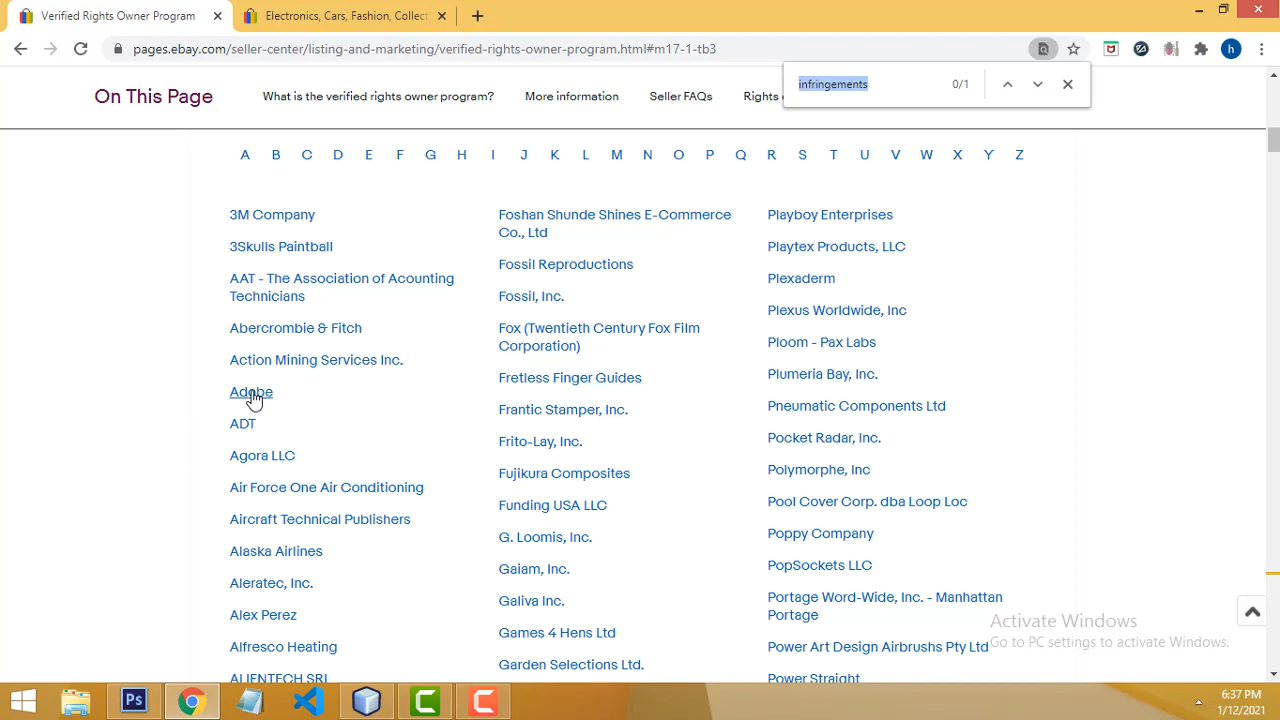 Verified Rights Owner Program
Electronics, Cars, Fashion, Collect
pages.ebay.com/seller-center/listing-and-marketing/verified-rights-owner-program.html#m17-1-tb3
infringements 0/1
On This Page What is the verified rights owner program? More information Seller FAQs Rights
A B C D E F G H I J K L M N O P Q R S T U V W X Y Z
3M Company
3Skulls Paintball
AAT - The Association of Acounting
Technicians
Abercrombie & Fitch
Action Mining Services Inc.
Adobe
ADT
Agora LLC
Air Force One Air Conditioning
Aircraft Technical Publishers
Alaska Airlines
Aleratec, Inc.
Alex Perez
Alfresco Heating
ALIENTECH SRL
Foshan Shunde Shines E-Commerce
Co., Ltd
Fossil Reproductions
Fossil, Inc.
Fox (Twentieth Century Fox Film
Corporation)
Fretless Finger Guides
Frantic Stamper, Inc.
Frito-Lay, Inc.
Fujikura Composites
Funding USA LLC
G. Loomis, Inc.
Gaiam, Inc.
Galiva Inc.
Games 4 Hens Ltd
Garden Selections Ltd.
Playboy Enterprises
Playtex Products, LLC
Plexaderm
Plexus Worldwide, Inc
Ploom - Pax Labs
Plumeria Bay, Inc.
Pneumatic Components Ltd
Pocket Radar, Inc.
Polymorphe, Inc
Pool Cover Corp. dba Loop Loc
Poppy Company
PopSockets LLC
Portage Word-Wide, Inc. - Manhattan
Portage
Power Art Design Airbrushs Pty Ltd
Power Straight
Activate Windows
Go to PC settings to activate Windows.
h
Ps
6:37 PM
1/12/2021